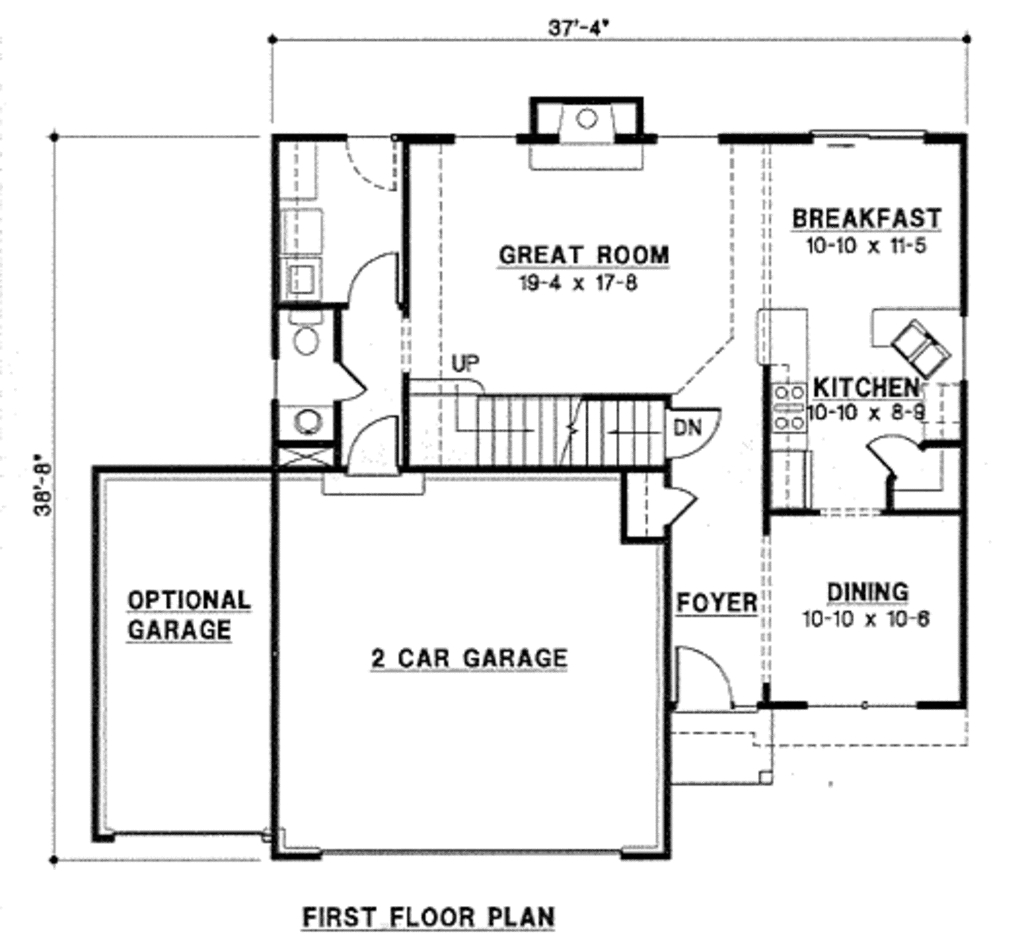 37'-4"
BREAKFAST
10-10 x 11-5
GREAT ROOM
19-4 x 17-8
UP
KITCHEN
10-10 x 8-9
DN
38'-8"
OPTIONAL
GARAGE
FOYER
DINING
10-10 x 10-6
2 CAR GARAGE
FIRST FLOOR PLAN